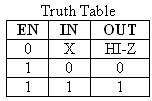 Truth Table
EN IN OUT
0 X HI-Z
1 0 0
1 1 1